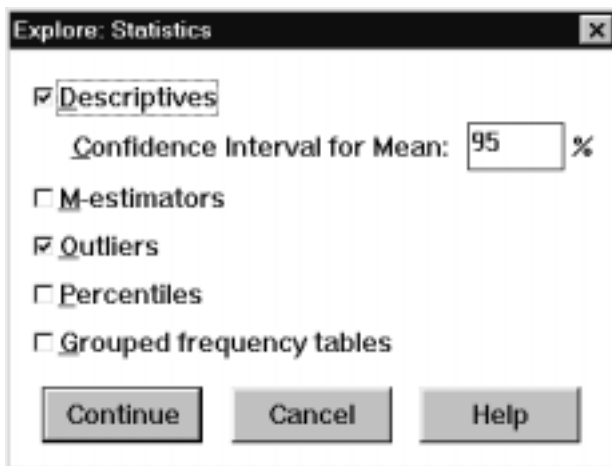 Explore: Statistics
Descriptives
Confidence Interval for Mean: 95 %
M-estimators
Outliers
Percentiles
Grouped frequency tables
Continue Cancel Help